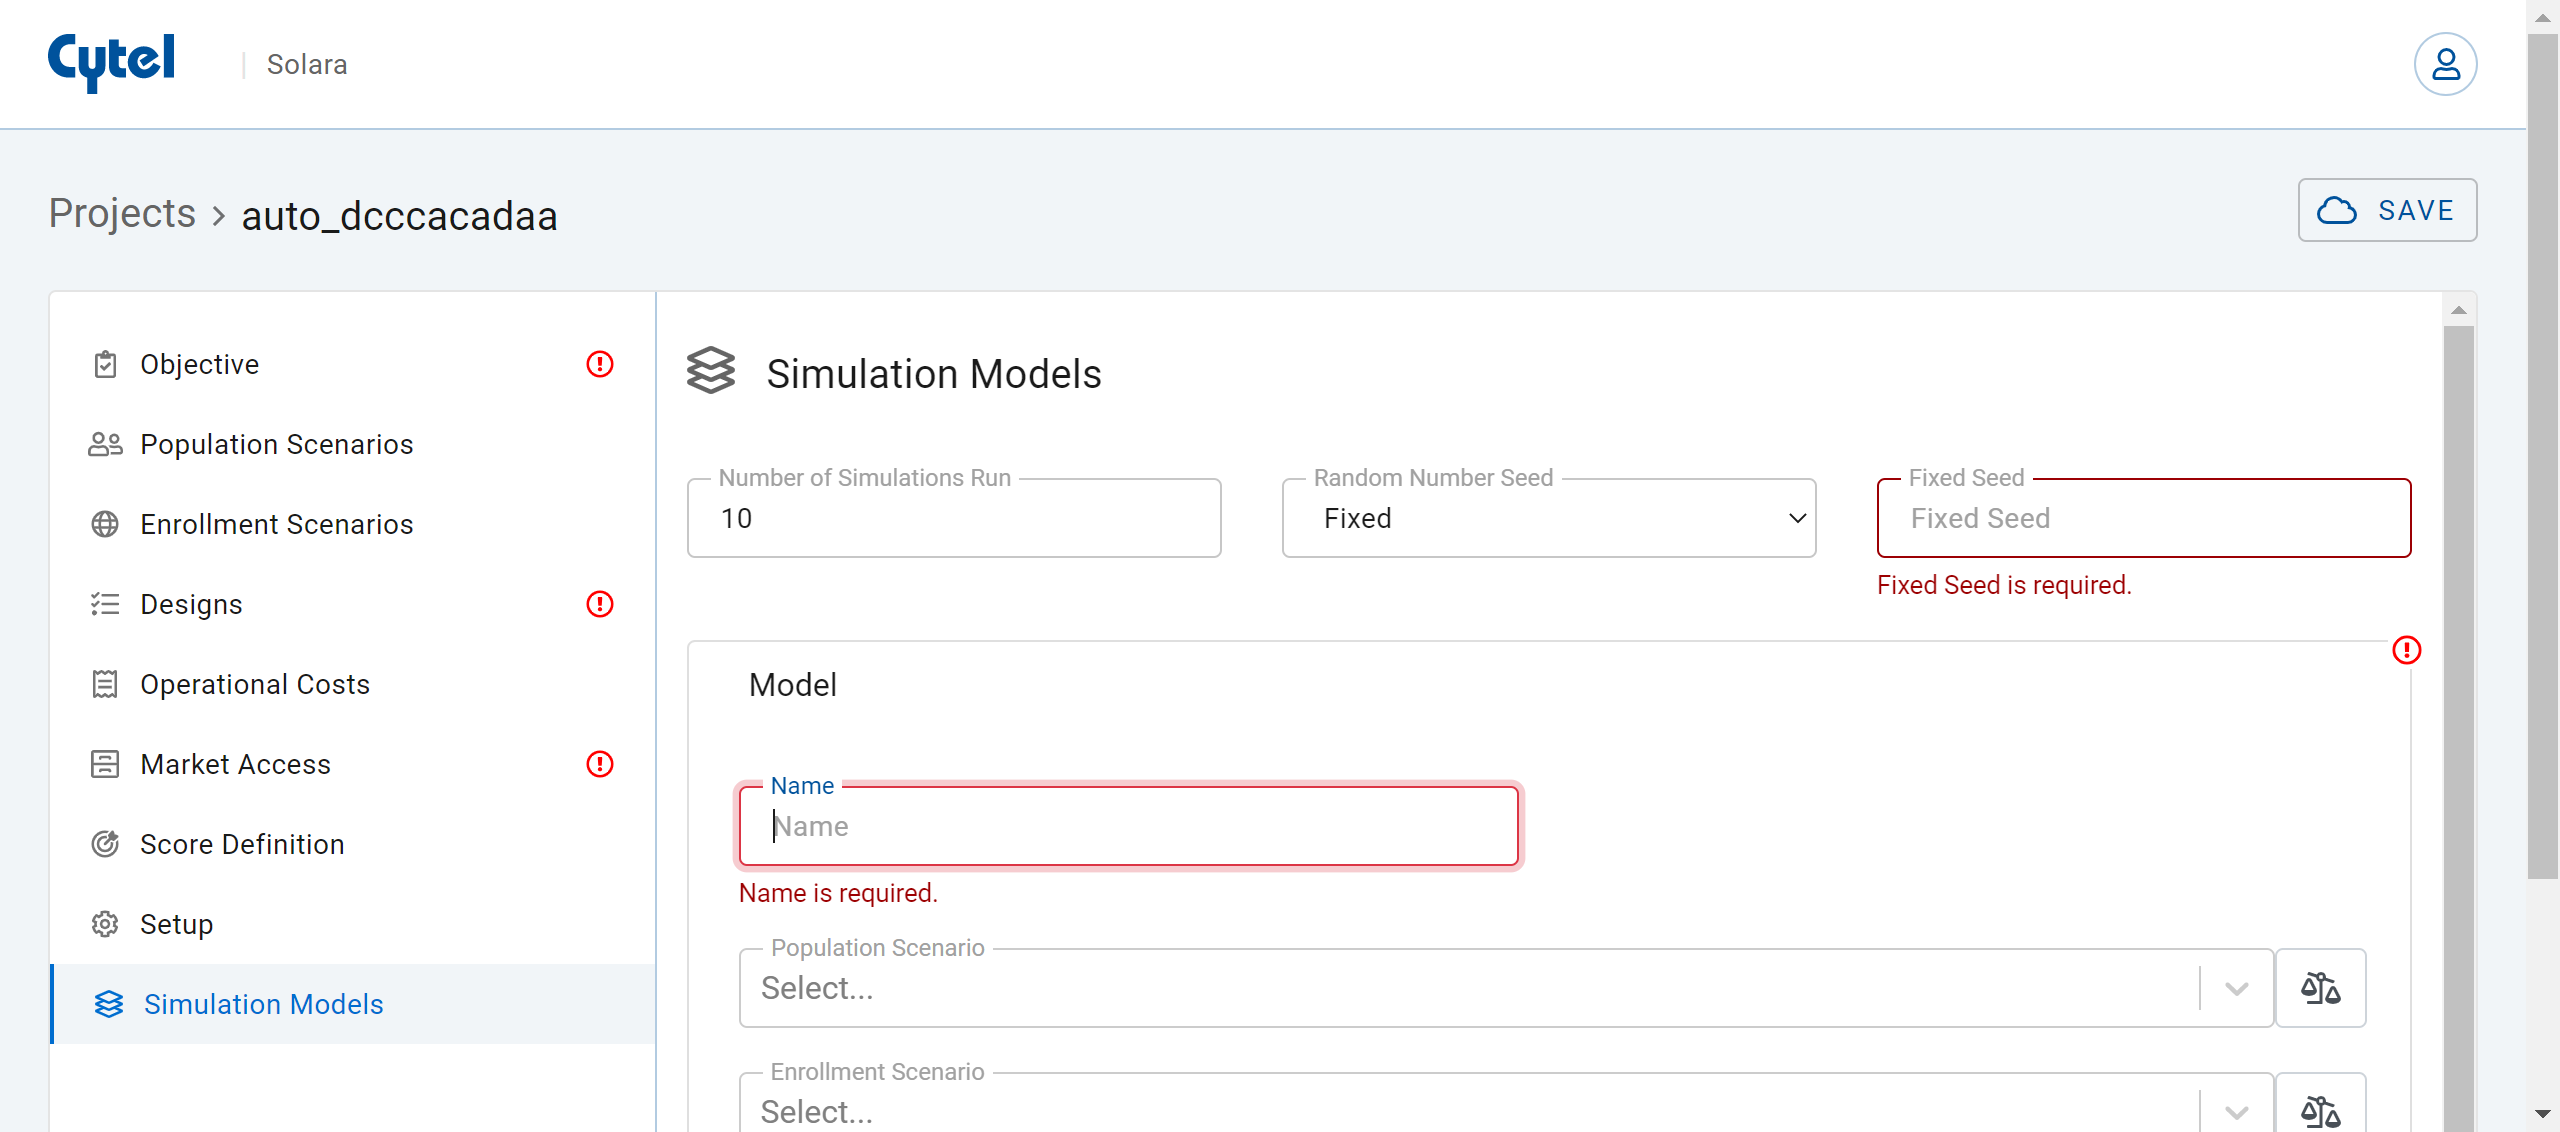 Cytel
Solara
Projects > auto_dcccacadaa
SAVE
Objective
Population Scenarios
Enrollment Scenarios
Designs
Operational Costs
Market Access
Score Definition
Setup
Simulation Models
Simulation Models
Number of Simulations Run
10
Random Number Seed
Fixed
Fixed Seed
Fixed Seed
Fixed Seed is required.
Model
Name
Name
Name is required.
Population Scenario
Select...
Enrollment Scenario
Select...